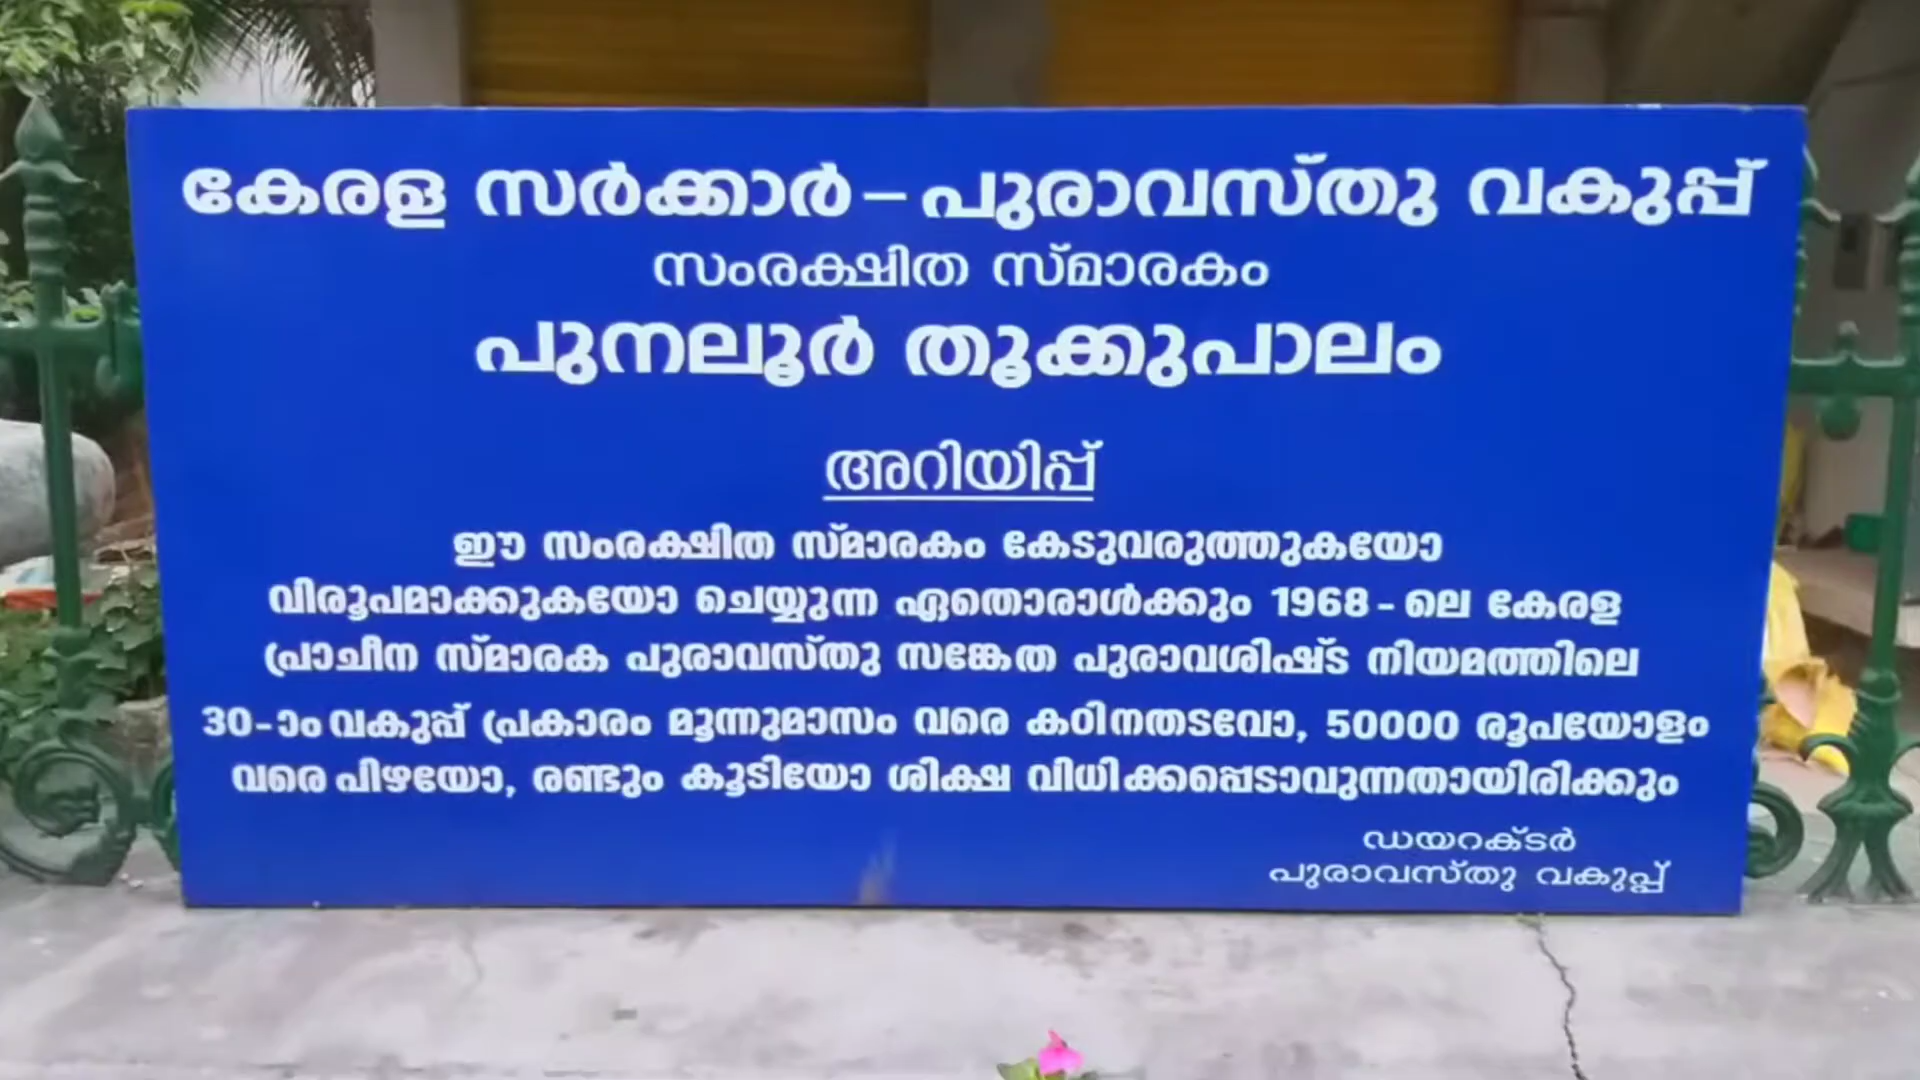 കേരള സർക്കാർ – പുരാവസ്തു വകുപ്പ്
സംരക്ഷിത സ്മാരകം
പുനലൂർ തൂക്കുപാലം
അറിയിപ്പ്
ഈ സംരക്ഷിത സ്മാരകം കേടുവരുത്തുകയോ
വിരൂപമാക്കുകയോ ചെയ്യുന്ന ഏതൊരാൾക്കും 1968 - ലെ കേരള
പ്രാചീന സ്മാരക പുരാവസ്തു സങ്കേത പുരാവശിഷ്ട നിയമത്തിലെ
30-ാം വകുപ്പ് പ്രകാരം മൂന്നുമാസം വരെ കഠിനതടവോ, 50000 രൂപയോളം
വരെ പിഴയോ, രണ്ടും കൂടിയോ ശിക്ഷ വിധിക്കപ്പെടാവുന്നതായിരിക്കും
ഡയറക്ടർ
പുരാവസ്തു വകുപ്പ്